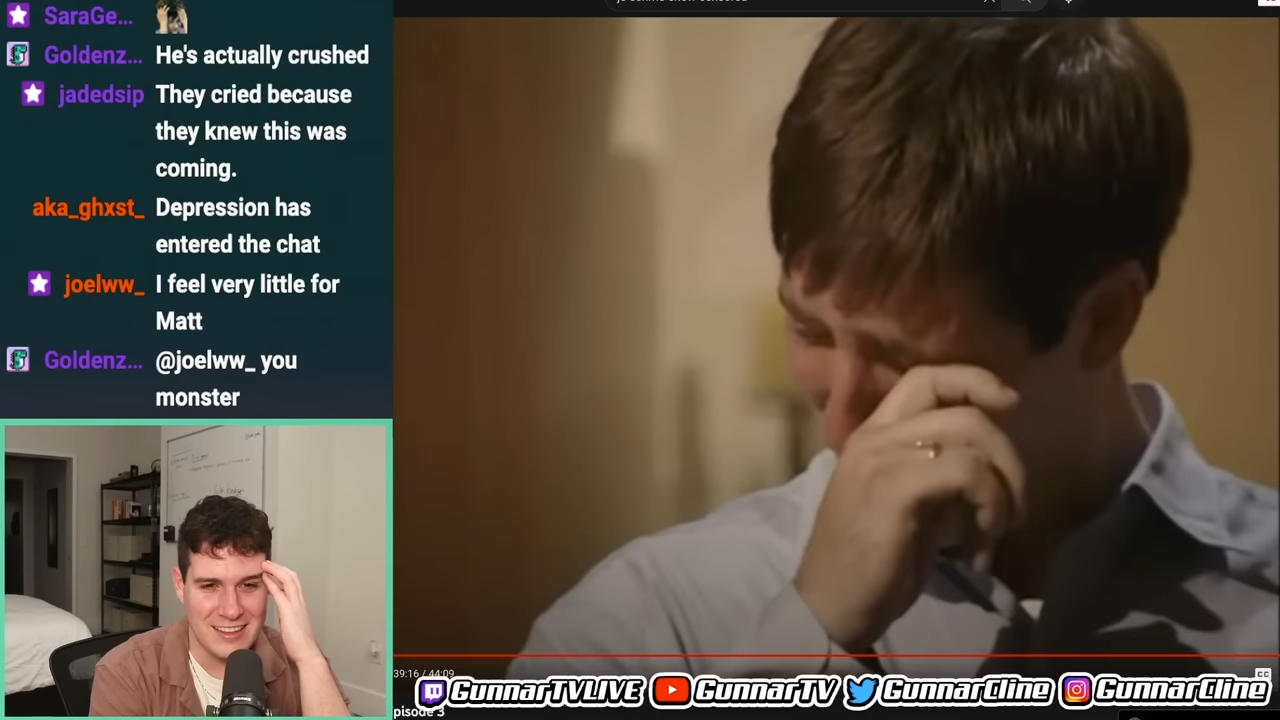 SaraGe...
Goldenz... He's actually crushed
jadedsip They cried because
they knew this was
coming.
aka_ghxst_ Depression has
entered the chat
joelww_ I feel very little for
Matt
Goldenz... @joelww_ you
monster
39:16 / 44:09
GunnarTVLIVE GunnarTV GunnarCline GunnarCline
pisode 3